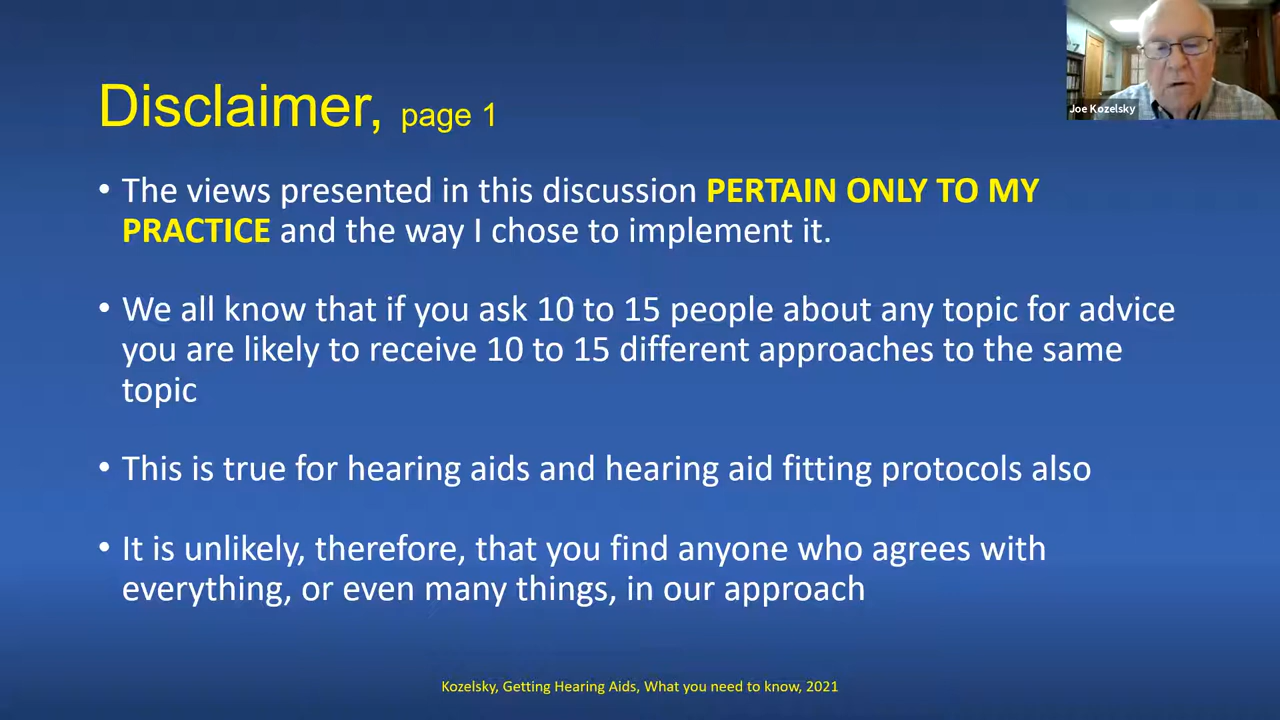 Joe Kozelsky
Disclaimer, page 1
• The views presented in this discussion PERTAIN ONLY TO MY
PRACTICE and the way I chose to implement it.
• We all know that if you ask 10 to 15 people about any topic for advice
you are likely to receive 10 to 15 different approaches to the same
topic
• This is true for hearing aids and hearing aid fitting protocols also
• It is unlikely, therefore, that you find anyone who agrees with
everything, or even many things, in our approach
Kozelsky, Getting Hearing Aids, What you need to know, 2021